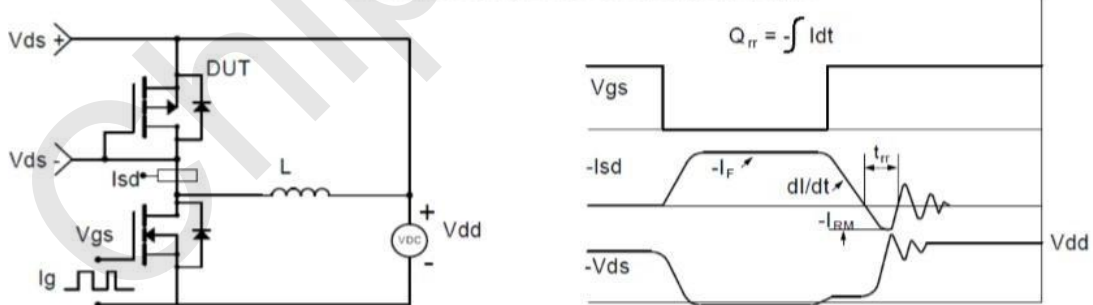 Vds +
DUT
Vds -
Isd
L
Vgs
Ig
+
VDC
-
Vdd
Qrr = -∫ Idt
Vgs
-Isd
-IF
dI/dt
trr
-IRM
-Vds
Vdd